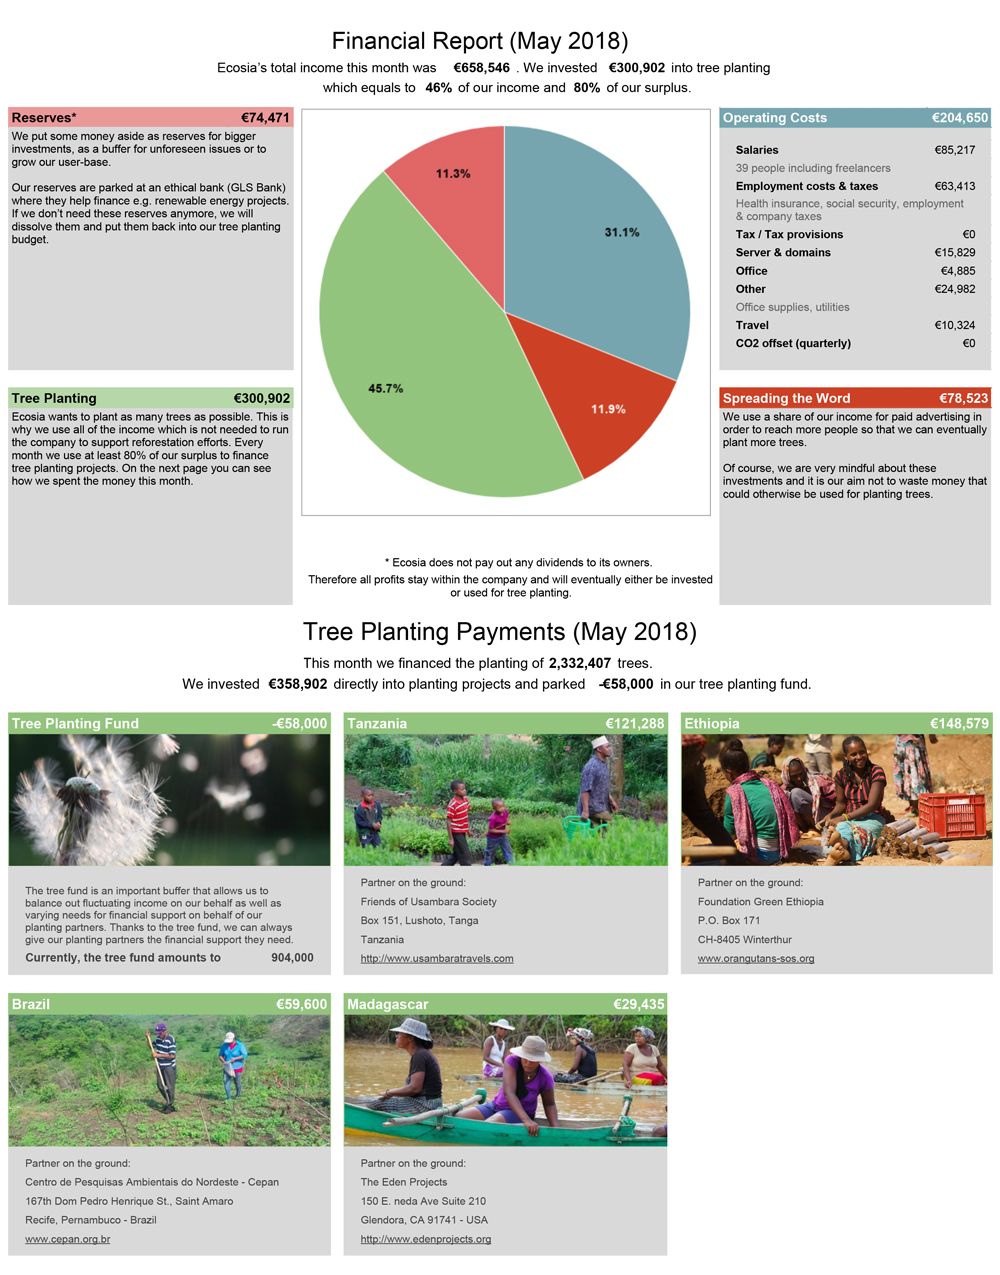 Financial Report (May 2018)
Ecosia's total income this month was €658,546 . We invested €300,902 into tree planting
which equals to 46% of our income and 80% of our surplus.
Reserves* €74,471
We put some money aside as reserves for bigger
investments, as a buffer for unforeseen issues or to
grow our user-base.
Our reserves are parked at an ethical bank (GLS Bank)
where they help finance e.g. renewable energy projects.
If we don't need these reserves anymore, we will
dissolve them and put them back into our tree planting
budget.
11.3%
31.1%
45.7%
11.9%
Operating Costs €204,650
Salaries €85,217
39 people including freelancers
Employment costs & taxes €63,413
Health insurance, social security, employment
& company taxes
Tax / Tax provisions €0
Server & domains €15,829
Office €4,885
Other €24,982
Office supplies, utilities
Travel €10,324
CO2 offset (quarterly) €0
Tree Planting €300,902
Ecosia wants to plant as many trees as possible. This is
why we use all of the income which is not needed to run
the company to support reforestation efforts. Every
month we use at least 80% of our surplus to finance
tree planting projects. On the next page you can see
how we spent the money this month.
Spreading the Word €78,523
We use a share of our income for paid advertising in
order to reach more people so that we can eventually
plant more trees.
Of course, we are very mindful about these
investments and it is our aim not to waste money that
could otherwise be used for planting trees.
* Ecosia does not pay out any dividends to its owners.
Therefore all profits stay within the company and will eventually either be invested
or used for tree planting.
Tree Planting Payments (May 2018)
This month we financed the planting of 2,332,407 trees.
We invested €358,902 directly into planting projects and parked -€58,000 in our tree planting fund.
Tree Planting Fund -€58,000
The tree fund is an important buffer that allows us to
balance out fluctuating income on our behalf as well as
varying needs for financial support on behalf of our
planting partners. Thanks to the tree fund, we can always
give our planting partners the financial support they need.
Currently, the tree fund amounts to 904,000
Tanzania €121,288
Partner on the ground:
Friends of Usambara Society
Box 151, Lushoto, Tanga
Tanzania
http://www.usambaratravels.com
Ethiopia €148,579
Partner on the ground:
Foundation Green Ethiopia
P.O. Box 171
CH-8405 Winterthur
www.orangutans-sos.org
Brazil €59,600
Partner on the ground:
Centro de Pesquisas Ambientais do Nordeste - Cepan
167th Dom Pedro Henrique St., Saint Amaro
Recife, Pernambuco - Brazil
www.cepan.org.br
Madagascar €29,435
Partner on the ground:
The Eden Projects
150 E. neda Ave Suite 210
Glendora, CA 91741 - USA
http://www.edenprojects.org